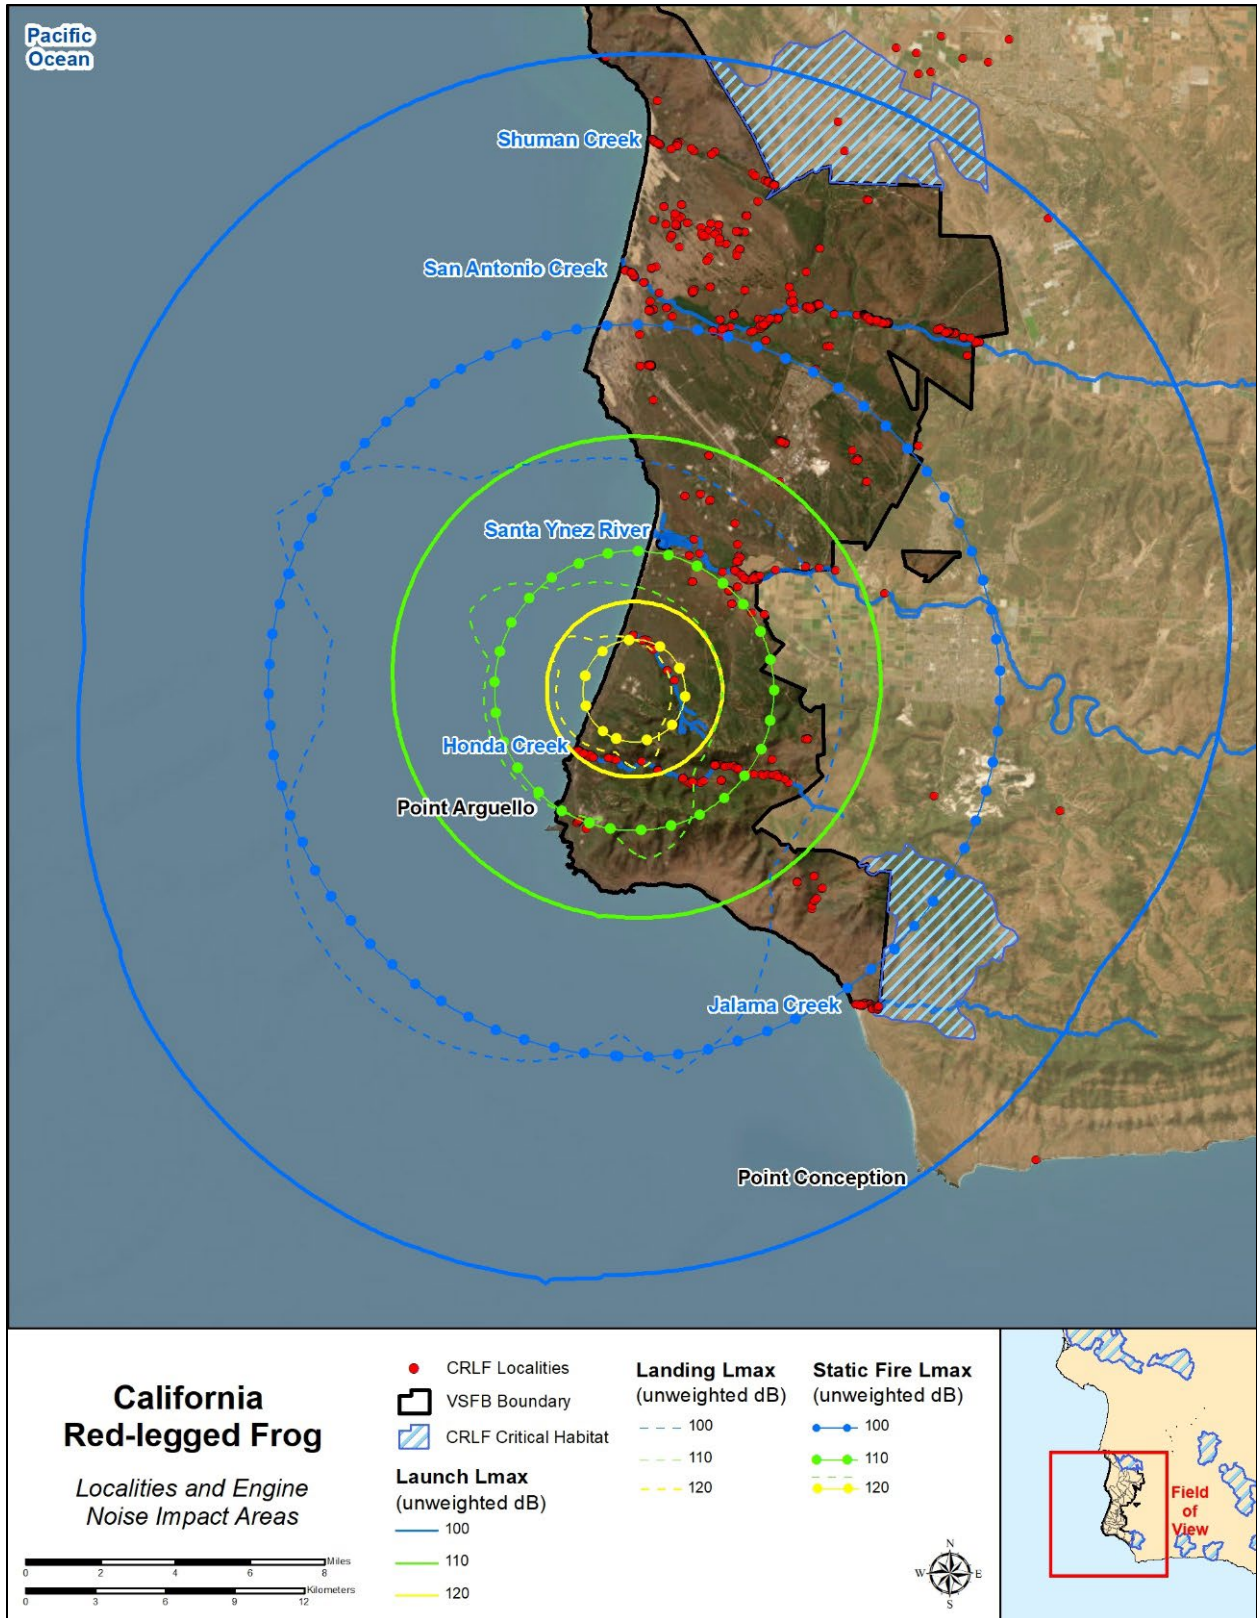 Pacific
Ocean
Shuman Creek
San Antonio Creek
Santa Ynez River
Honda Creek
Point Arguello
Jalama Creek
Point Conception
California
Red-legged Frog
Localities and Engine
Noise Impact Areas
0 2 4 6 8 Miles
0 3 6 9 12 Kilometers
CRLF Localities
VSFB Boundary
CRLF Critical Habitat
Launch Lmax
(unweighted dB)
100
110
120
Landing Lmax
(unweighted dB)
100
110
120
Static Fire Lmax
(unweighted dB)
100
110
120
N
W E
S
Field
of
View